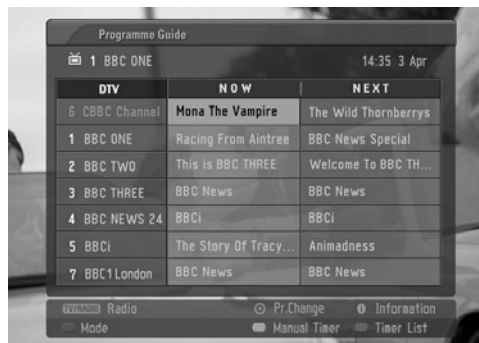 Programme Guide
1 BBC ONE 14:35 3 Apr
DTV NOW NEXT
6 CBBC Channel Mona The Vampire The Wild Thornberrys
1 BBC ONE Racing From Aintree BBC News Special
2 BBC TWO This is BBC THREE Welcome To BBC TH...
3 BBC THREE BBC News BBC News
4 BBC NEWS 24 BBCi BBCi
5 BBCi The Story Of Tracy... Animadness
7 BBC1 London BBC News BBC News
TV/RADIO Radio Pr.Change i Information
Mode Manual Timer Timer List